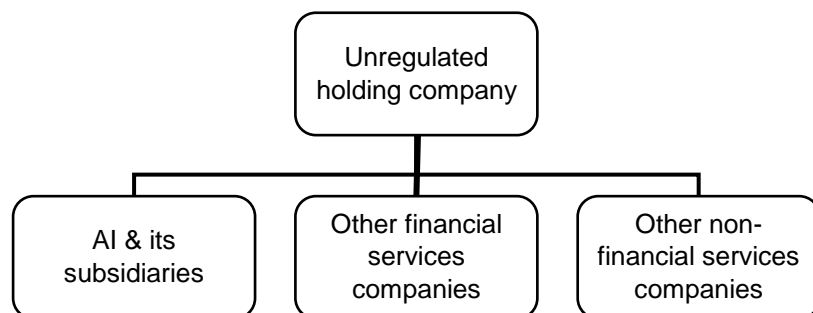 Unregulated
holding company
AI & its
subsidiaries
Other financial
services
companies
Other non-
financial services
companies